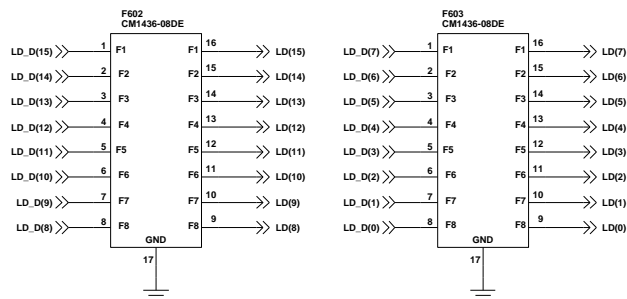 F602
CM1436-08DE
LD_D(15) 1 F1 F1 16 LD(15)
LD_D(14) 2 F2 F2 15 LD(14)
LD_D(13) 3 F3 F3 14 LD(13)
LD_D(12) 4 F4 F4 13 LD(12)
LD_D(11) 5 F5 F5 12 LD(11)
LD_D(10) 6 F6 F6 11 LD(10)
LD_D(9) 7 F7 F7 10 LD(9)
LD_D(8) 8 F8 F8 9 LD(8)
GND
17
F603
CM1436-08DE
LD_D(7) 1 F1 F1 16 LD(7)
LD_D(6) 2 F2 F2 15 LD(6)
LD_D(5) 3 F3 F3 14 LD(5)
LD_D(4) 4 F4 F4 13 LD(4)
LD_D(3) 5 F5 F5 12 LD(3)
LD_D(2) 6 F6 F6 11 LD(2)
LD_D(1) 7 F7 F7 10 LD(1)
LD_D(0) 8 F8 F8 9 LD(0)
GND
17